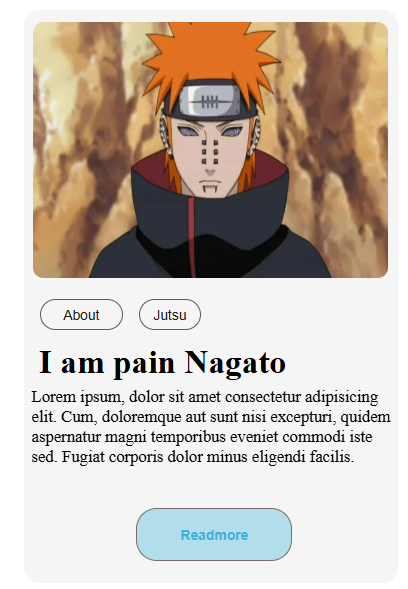 About
Jutsu
I am pain Nagato
Lorem ipsum, dolor sit amet consectetur adipisicing
elit. Cum, doloremque aut sunt nisi excepturi, quidem
aspernatur magni temporibus eveniet commodi iste
sed. Fugiat corporis dolor minus eligendi facilis.
Readmore